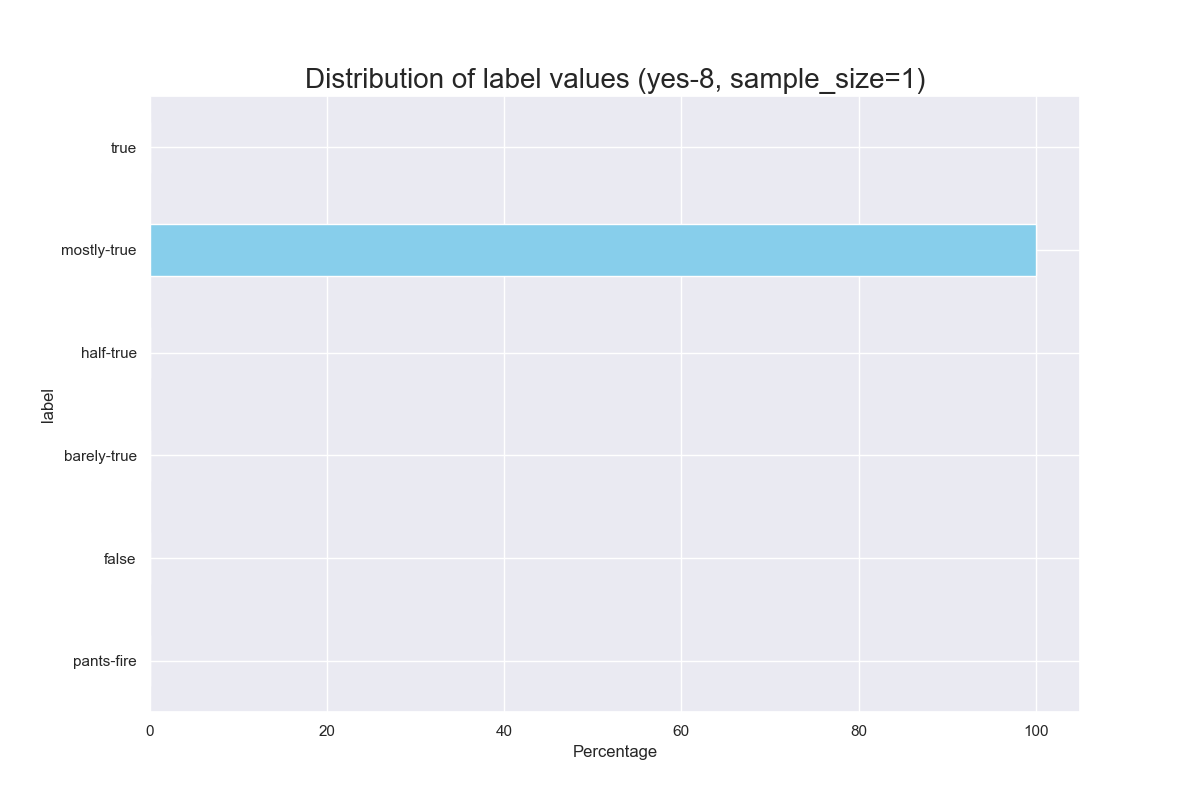 Distribution of label values (yes-8, sample_size=1)
true
mostly-true
half-true
barely-true
false
pants-fire
label
0 20 40 60 80 100
Percentage